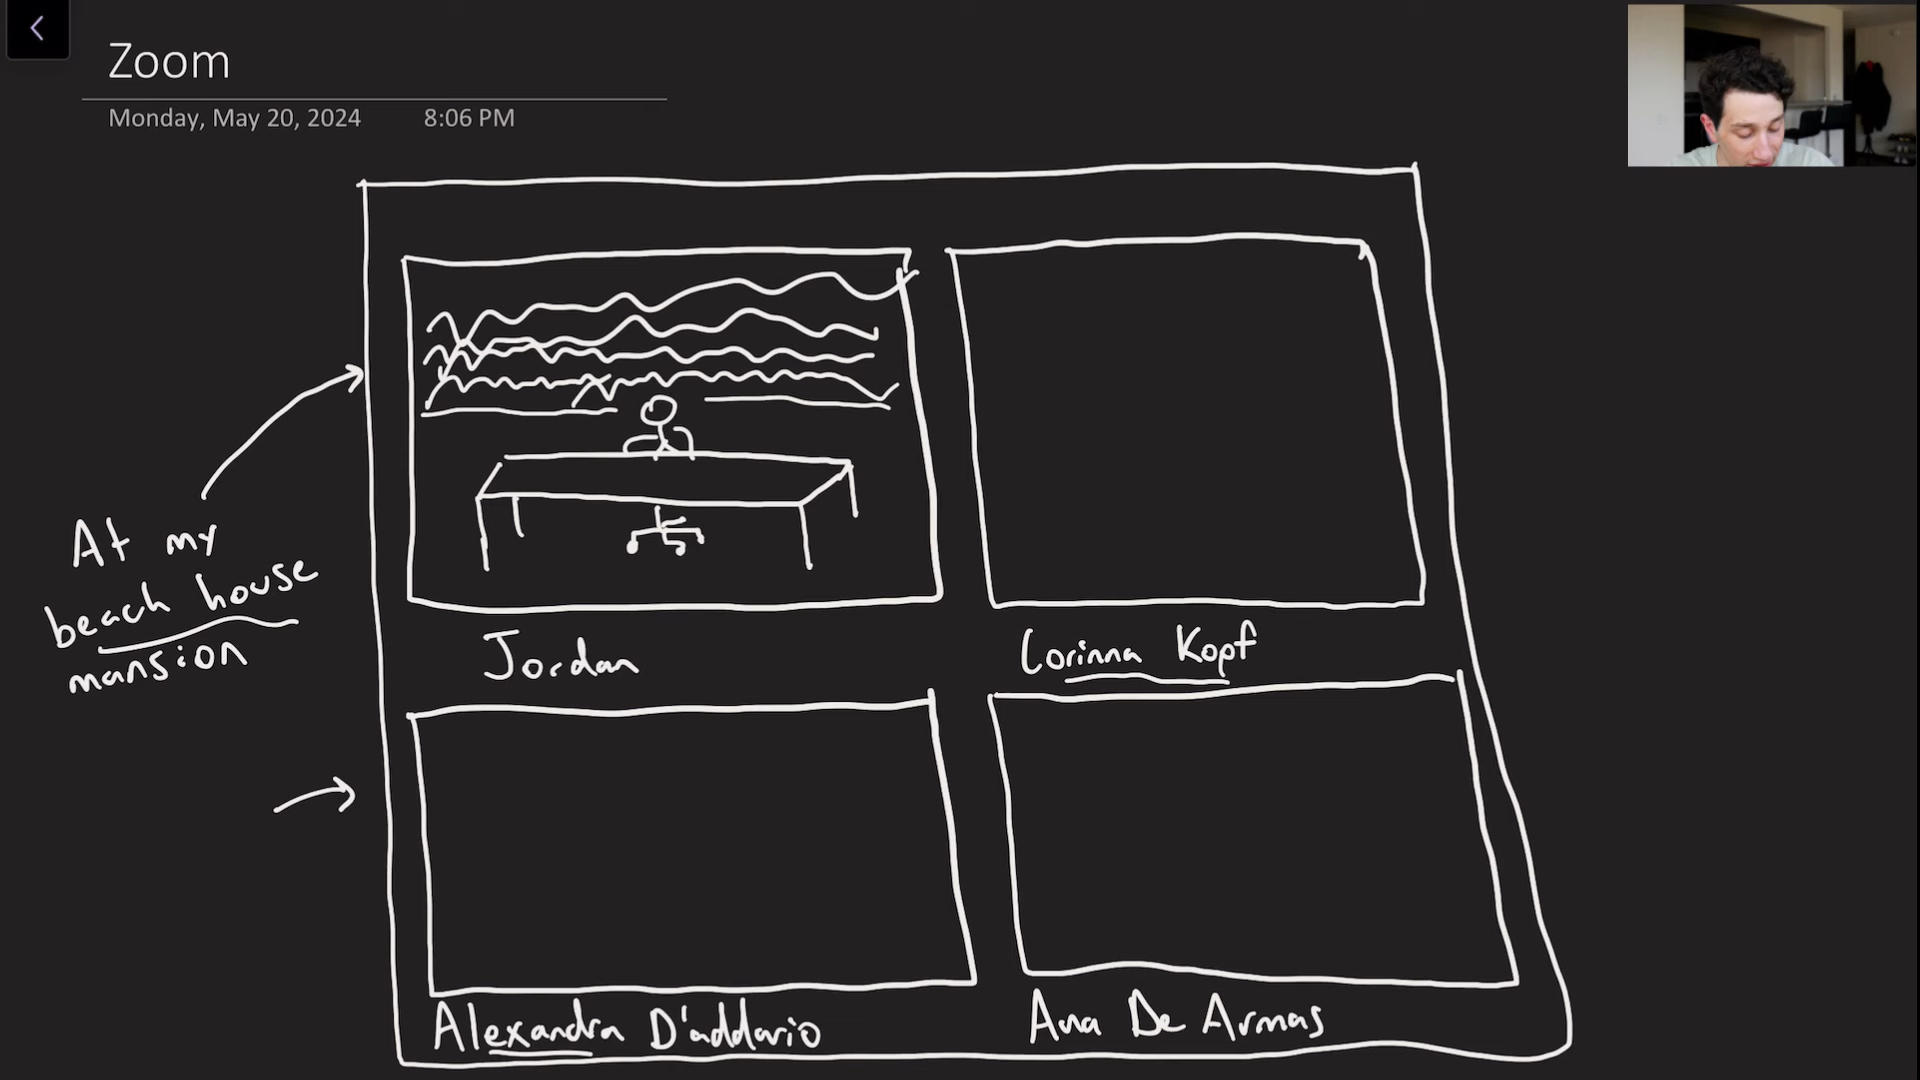 Zoom
Monday, May 20, 2024 8:06 PM
At my
beach house
mansion
Jordan
Corinna Kopf
Alexandra D'addario
Ana De Armas